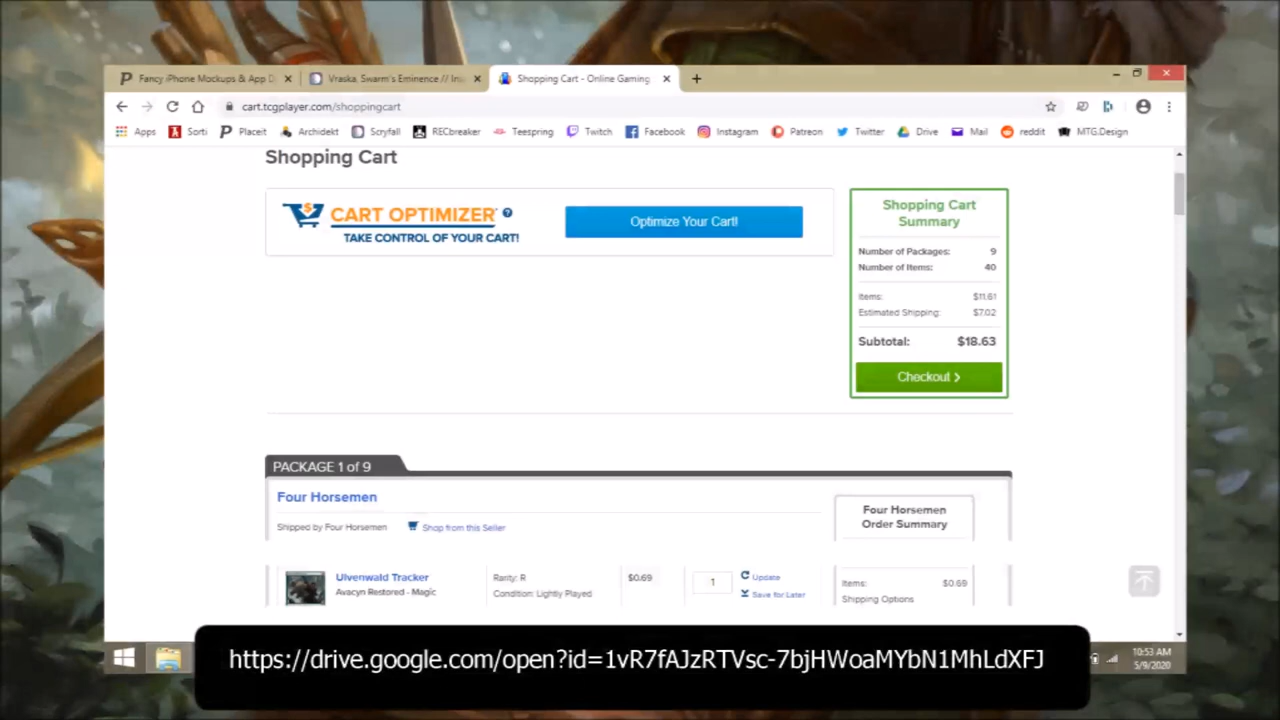 Fancy iPhone Mockups & App D
Vraska, Swarm's Eminence // Ins
Shopping Cart - Online Gaming
cart.tcgplayer.com/shoppingcart
Apps Sorti Placeit Archidekt Scryfall RECbreaker Teespring Twitch Facebook Instagram Patreon Twitter Drive Mail reddit MTG.Design
Shopping Cart
CART OPTIMIZER
TAKE CONTROL OF YOUR CART!
Optimize Your Cart!
Shopping Cart
Summary
Number of Packages: 9
Number of Items: 40
Items: $11.61
Estimated Shipping: $7.02
Subtotal: $18.63
Checkout
PACKAGE 1 of 9
Four Horsemen
Shipped by Four Horsemen Shop from this Seller
Four Horsemen
Order Summary
Ulvenwald Tracker
Avacyn Restored - Magic
Rarity: R
Condition: Lightly Played
$0.69
1
Update
Save for Later
Items: $0.69
Shipping Options
10:53 AM
5/9/2020
https://drive.google.com/open?id=1vR7fAJzRTVsc-7bjHWoaMYbN1MhLdXFJ